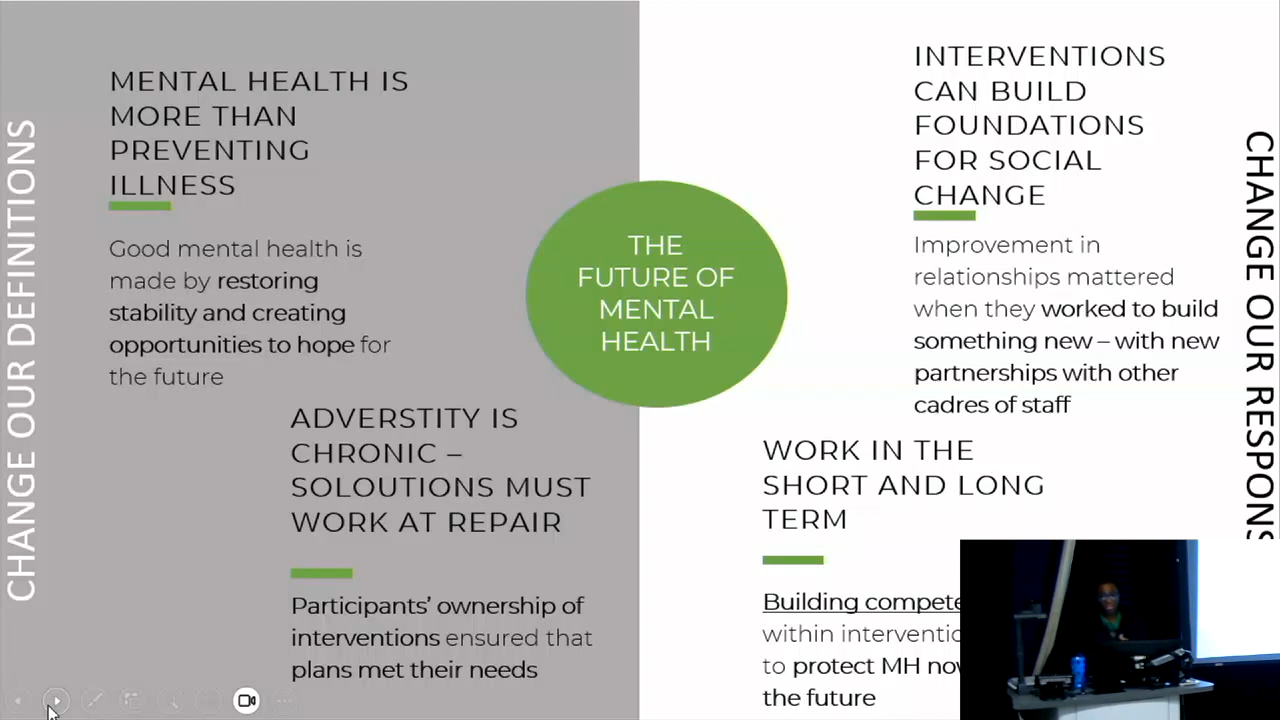 CHANGE OUR DEFINITIONS
MENTAL HEALTH IS
MORE THAN
PREVENTING
ILLNESS
Good mental health is
made by restoring
stability and creating
opportunities to hope for
the future
ADVERSTITY IS
CHRONIC –
SOLOUTIONS MUST
WORK AT REPAIR
Participants’ ownership of
interventions ensured that
plans met their needs
THE
FUTURE OF
MENTAL
HEALTH
INTERVENTIONS
CAN BUILD
FOUNDATIONS
FOR SOCIAL
CHANGE
Improvement in
relationships mattered
when they worked to build
something new – with new
partnerships with other
cadres of staff
WORK IN THE
SHORT AND LONG
TERM
Building
within
to protect MH
the future
CHANGE OUR